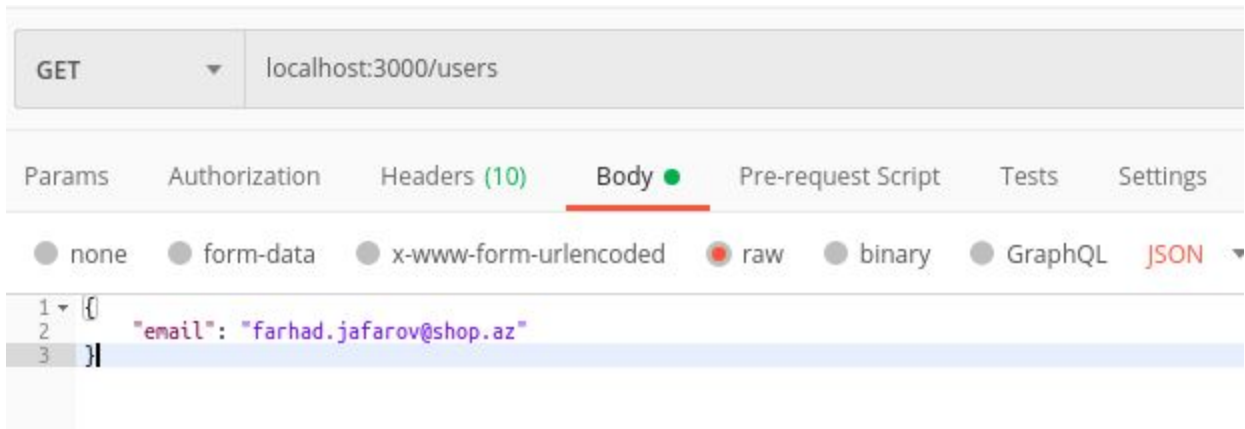 GET localhost:3000/users
Params Authorization Headers (10) Body Pre-request Script Tests Settings
none form-data x-www-form-urlencoded raw binary GraphQL JSON
1 {
2 "email": "farhad.jafarov@shop.az"
3 }